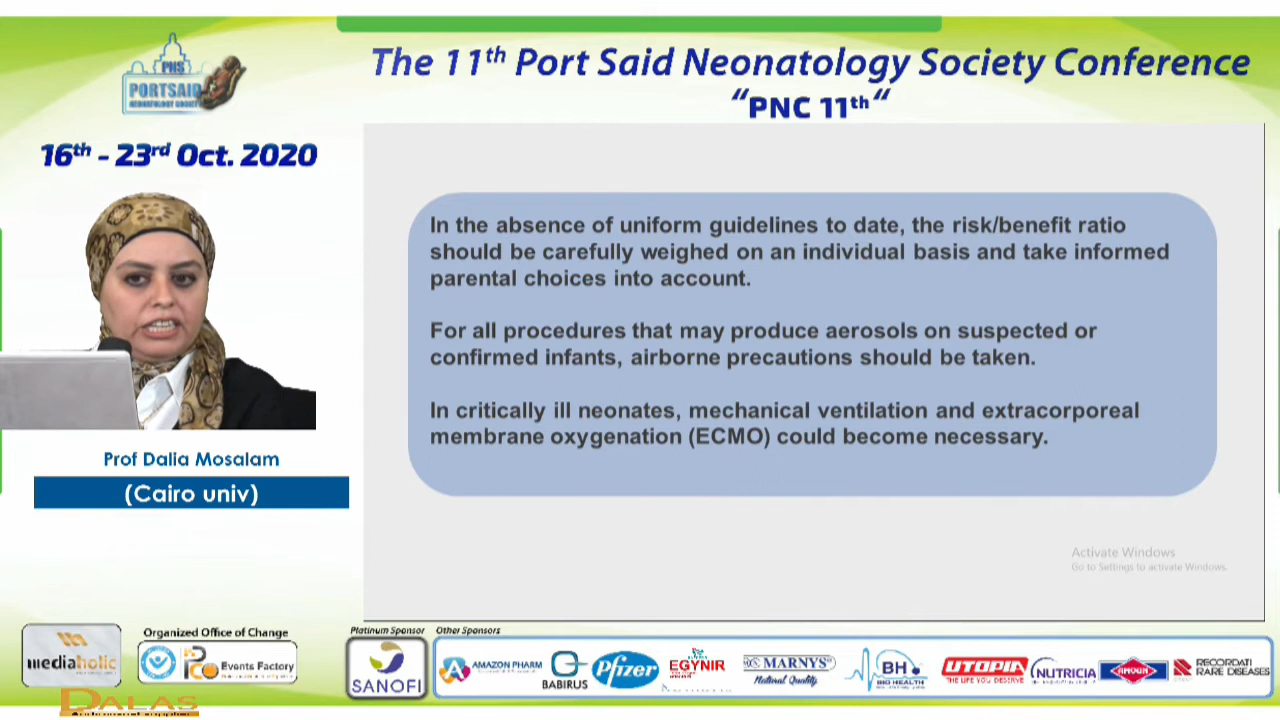 The 11th Port Said Neonatology Society Conference
"PNC 11th"
PNS
PORTSAID
NEONATOLOGY SOCIETY
16th - 23rd Oct. 2020
In the absence of uniform guidelines to date, the risk/benefit ratio
should be carefully weighed on an individual basis and take informed
parental choices into account.
For all procedures that may produce aerosols on suspected or
confirmed infants, airborne precautions should be taken.
In critically ill neonates, mechanical ventilation and extracorporeal
membrane oxygenation (ECMO) could become necessary.
Prof Dalia Mosalam
(Cairo univ)
Activate Windows
Go to Settings to activate Windows.
mediaholic
Organized Office of Change
Events Factory
Platinum Sponsor
SANOFI
Other Sponsors
AMAZON PHARM
BABIRUS
Pfizer
EGYNIR
MARNYS
Natural Quality
BH
BIO HEALTH
UTOPIA
THE LIFE YOU DESERVE
NUTRICIA
AMOUN
RECORDATI
RARE DISEASES
DALAS